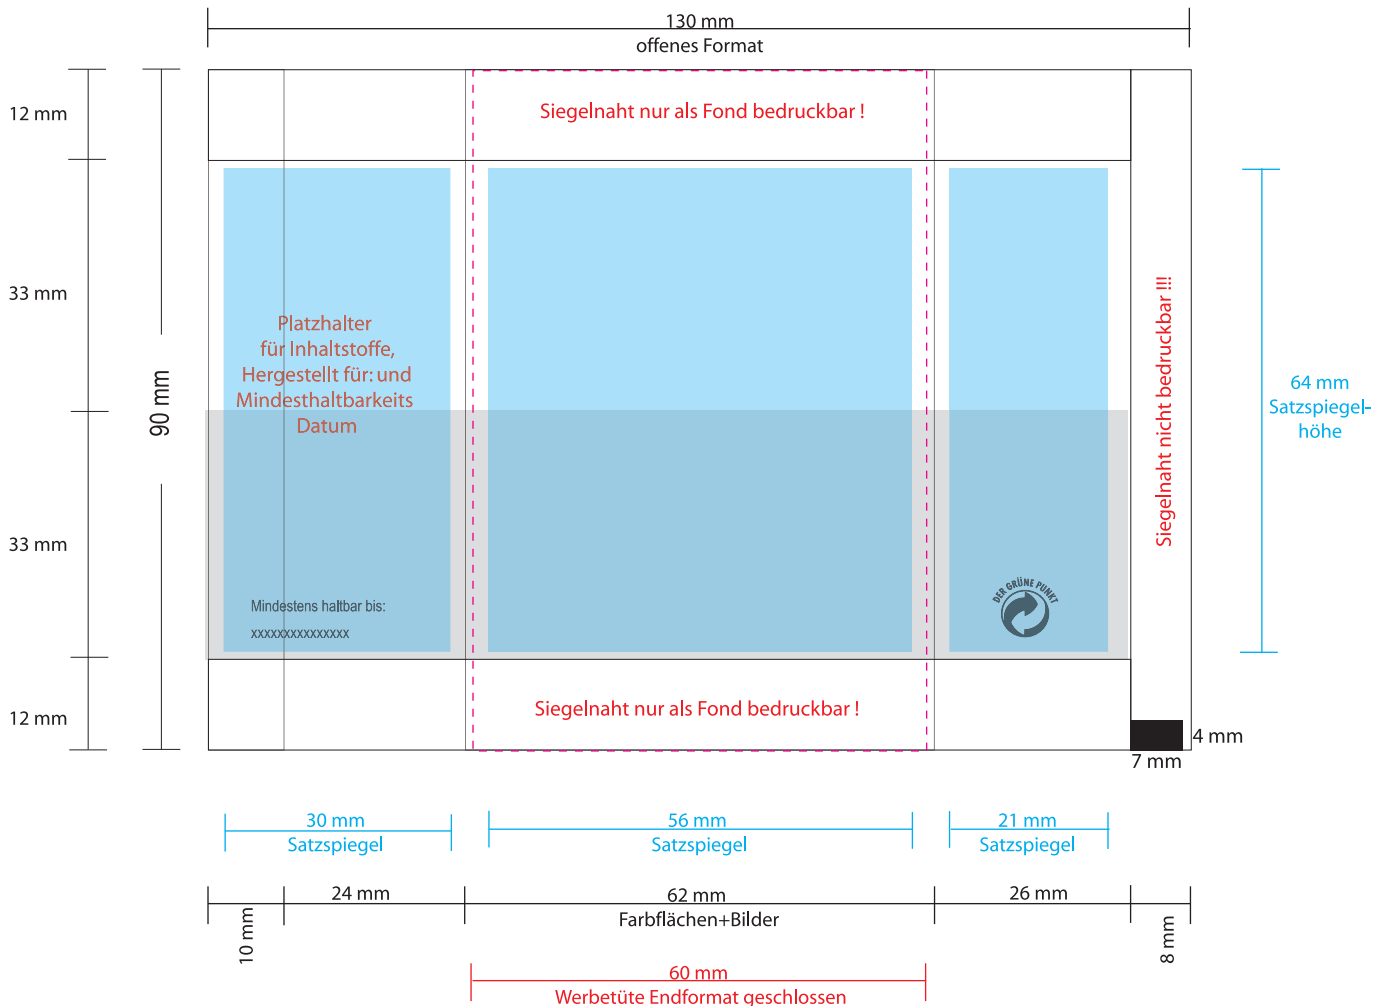 130 mm
offenes Format
12 mm
33 mm
33 mm
12 mm
90 mm
Siegelnaht nur als Fond bedruckbar !
Platzhalter
für Inhaltstoffe,
Hergestellt für: und
Mindesthaltbarkeits
Datum
Mindestens haltbar bis:
xxxxxxxxxxxxxxx
DER GRÜNE PUNKT
Siegelnaht nicht bedruckbar !!!
64 mm
Satzspiegel-
höhe
Siegelnaht nur als Fond bedruckbar !
4 mm
7 mm
30 mm
Satzspiegel
56 mm
Satzspiegel
21 mm
Satzspiegel
10 mm
24 mm
62 mm
Farbflächen+Bilder
26 mm
8 mm
60 mm
Werbetüte Endformat geschlossen